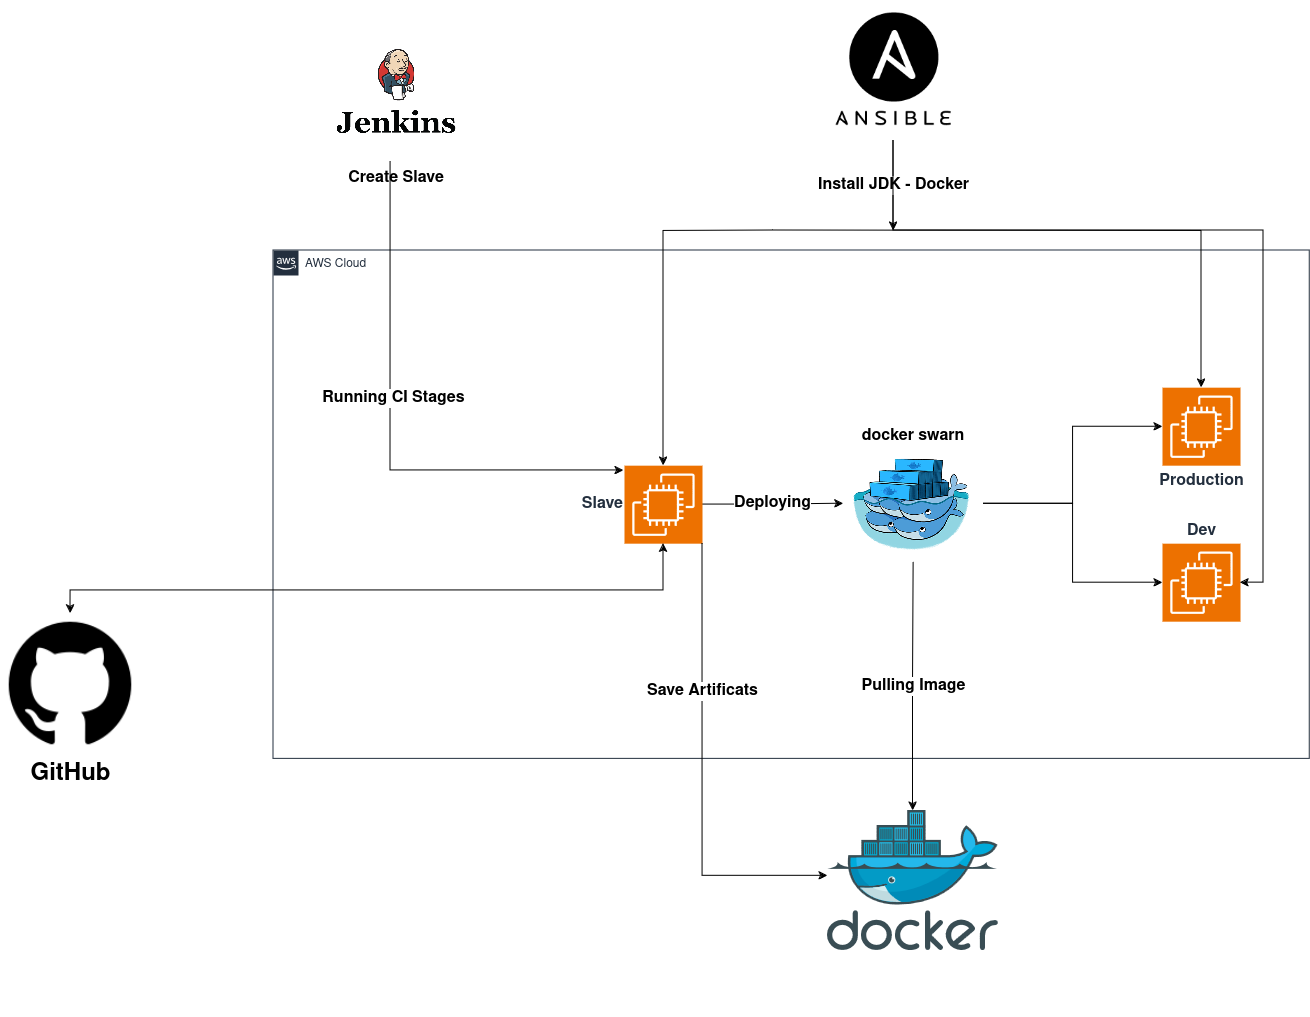 Jenkins
ANSIBLE
Create Slave
Install JDK - Docker
aws
AWS Cloud
Running CI Stages
docker swarn
Production
Slave
Deploying
Dev
Save Artificats
Pulling Image
GitHub
docker